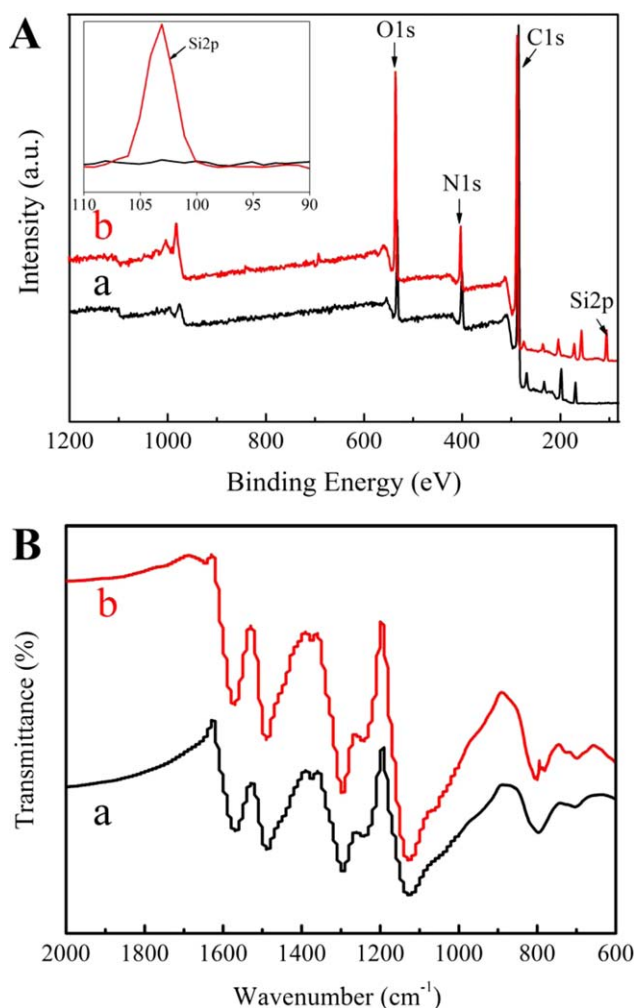 A
O1s
C1s
Si2p
N1s
b
a
Si2p
110 105 100 95 90
Intensity (a.u.)
1200 1000 800 600 400 200
Binding Energy (eV)
B
b
a
Transmittance (%)
2000 1800 1600 1400 1200 1000 800 600
Wavenumber (cm⁻¹)